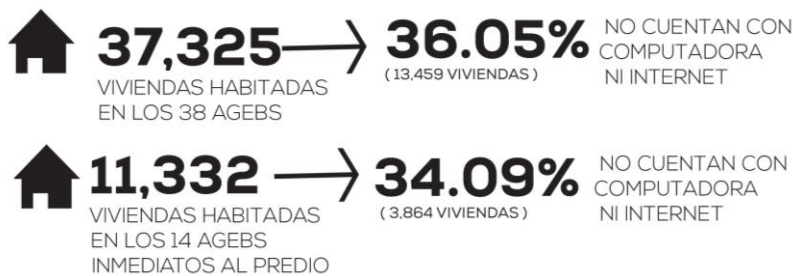 37,325
VIVIENDAS HABITADAS
EN LOS 38 AGEBS
36.05%
( 13,459 VIVIENDAS )
NO CUENTAN CON
COMPUTADORA
NI INTERNET
11,332
VIVIENDAS HABITADAS
EN LOS 14 AGEBS
INMEDIATOS AL PREDIO
34.09%
( 3,864 VIVIENDAS )
NO CUENTAN CON
COMPUTADORA
NI INTERNET